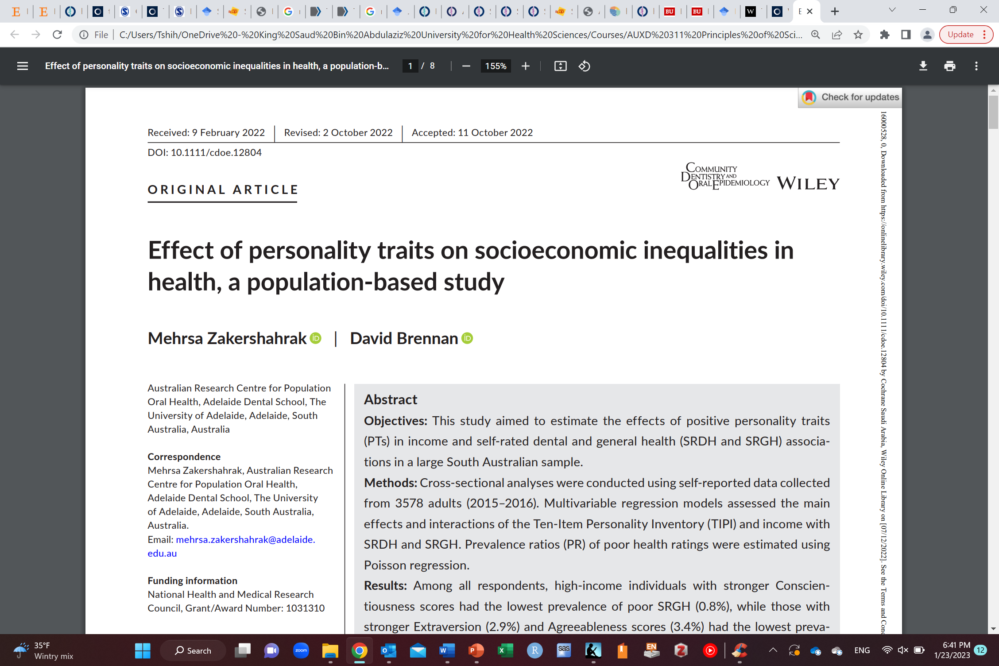 File
C:/Users/Tshih/OneDrive%20-%20King%20Saud%20Bin%20Abdulaziz%20University%20for%20Health%20Sciences/Courses/AUXD%20311%20Principles%20of%20Sci...
Update
Effect of personality traits on socioeconomic inequalities in health, a population-b...
1 / 8
155%
Check for updates
Received: 9 February 2022 | Revised: 2 October 2022 | Accepted: 11 October 2022
DOI: 10.1111/cdoe.12804
ORIGINAL ARTICLE
COMMUNITY
DENTISTRY AND
ORAL EPIDEMIOLOGY
WILEY
Effect of personality traits on socioeconomic inequalities in
health, a population-based study
Mehrsa Zakershahrak iD | David Brennan iD
Australian Research Centre for Population
Oral Health, Adelaide Dental School, The
University of Adelaide, Adelaide, South
Australia, Australia
Correspondence
Mehrsa Zakershahrak, Australian Research
Centre for Population Oral Health,
Adelaide Dental School, The University
of Adelaide, Adelaide, South Australia,
Australia.
Email: mehrsa.zakershahrak@adelaide.
edu.au
Funding information
National Health and Medical Research
Council, Grant/Award Number: 1031310
Abstract
Objectives: This study aimed to estimate the effects of positive personality traits
(PTs) in income and self-rated dental and general health (SRDH and SRGH) associa-
tions in a large South Australian sample.
Methods: Cross-sectional analyses were conducted using self-reported data collected
from 3578 adults (2015–2016). Multivariable regression models assessed the main
effects and interactions of the Ten-Item Personality Inventory (TIPI) and income with
SRDH and SRGH. Prevalence ratios (PR) of poor health ratings were estimated using
Poisson regression.
Results: Among all respondents, high-income individuals with stronger Conscien-
tiousness scores had the lowest prevalence of poor SRGH (0.8%), while those with
stronger Extraversion (2.9%) and Agreeableness scores (3.4%) had the lowest preva-
16000528, 0, Downloaded from https://onlinelibrary.wiley.com/doi/10.1111/cdoe.12804 by Cochrane Saudi Arabia, Wiley Online Library on [07/12/2022]. See the Terms and Conc
35°F
Wintry mix
Search
zoom
ENG
6:41 PM
1/23/2023
12